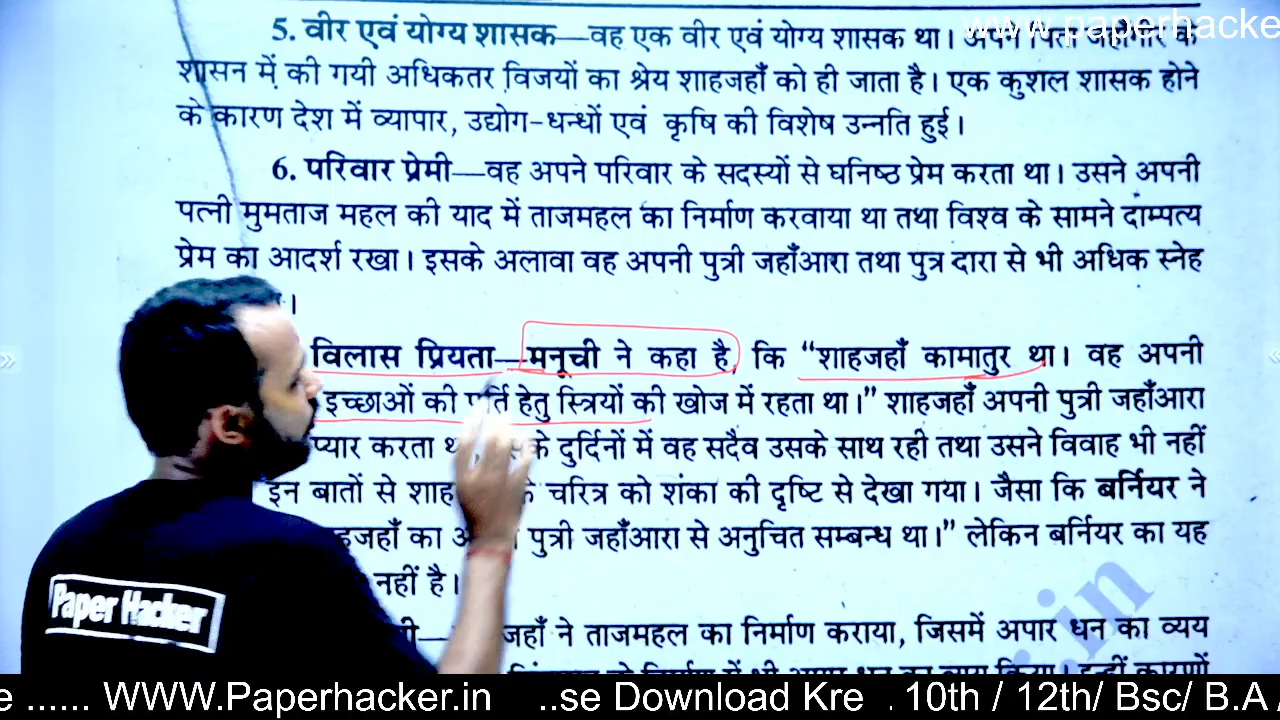 www.paperhacke
5. वीर एवं योग्य शासक—वह एक वीर एवं योग्य शासक था। अपने पिता जहाँगीर के
शासन में की गयी अधिकतर विजयों का श्रेय शाहजहाँ को ही जाता है। एक कुशल शासक होने
के कारण देश में व्यापार, उद्योग-धन्धों एवं कृषि की विशेष उन्नति हुई।
6. परिवार प्रेमी—वह अपने परिवार के सदस्यों से घनिष्ठ प्रेम करता था। उसने अपनी
पत्नी मुमताज महल की याद में ताजमहल का निर्माण करवाया था तथा विश्व के सामने दाम्पत्य
प्रेम का आदर्श रखा। इसके अलावा वह अपनी पुत्री जहाँआरा तथा पुत्र दारा से भी अधिक स्नेह
।
विलास प्रियता—मनूची ने कहा है, कि “शाहजहाँ कामातुर था। वह अपनी
इच्छाओं की पूर्ति हेतु स्त्रियों की खोज में रहता था।” शाहजहाँ अपनी पुत्री जहाँआरा
प्यार करता दुर्दिनों में वह सदैव उसके साथ रही तथा उसने विवाह भी नहीं
इन बातों से चरित्र को शंका की दृष्टि से देखा गया। जैसा कि बर्नियर ने
का पुत्री जहाँआरा से अनुचित सम्बन्ध था।” लेकिन बर्नियर का यह
नहीं है।
ने ताजमहल का निर्माण कराया, जिसमें अपार धन का व्यय
Paper Hacker
.in
e ...... WWW.Paperhacker.in ..se Download Kre . 10th / 12th/ Bsc/ B.A